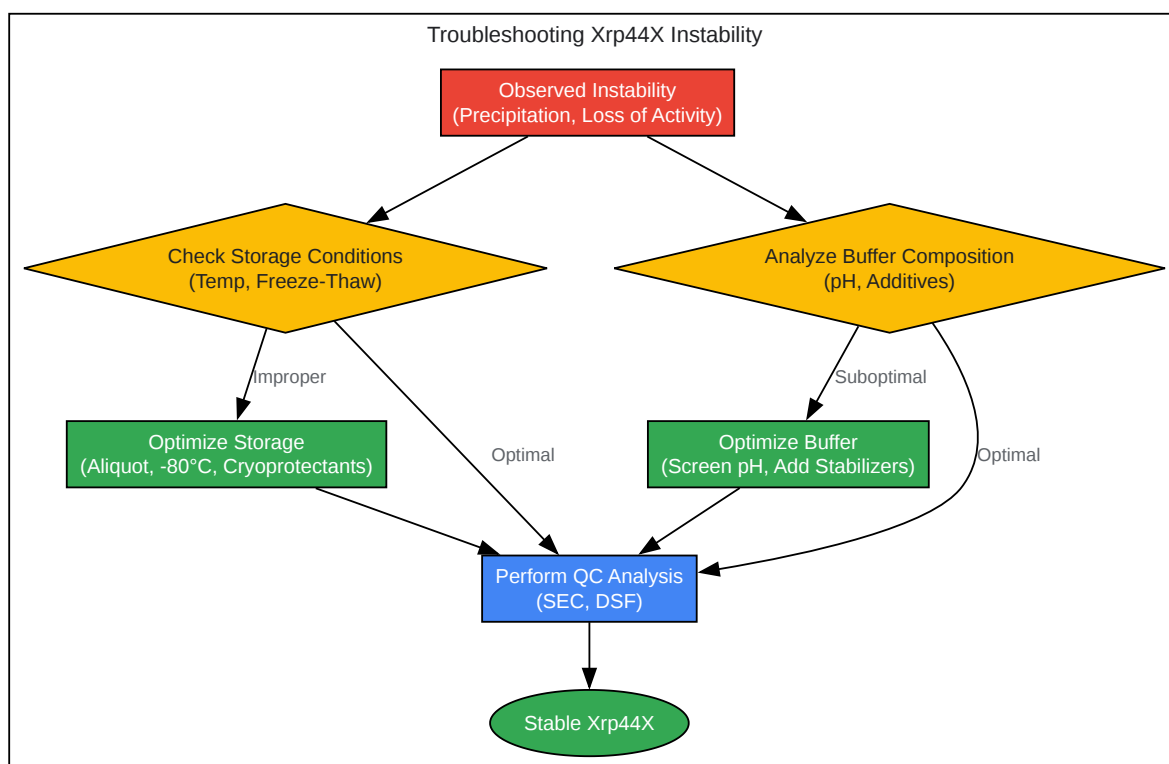 Troubleshooting Xrp44X Instability
Observed Instability
(Precipitation, Loss of Activity)
Check Storage Conditions
(Temp, Freeze-Thaw)
Analyze Buffer Composition
(pH, Additives)
Improper
Suboptimal
Optimize Storage
(Aliquot, -80°C, Cryoprotectants)
Optimal
Optimize Buffer
(Screen pH, Add Stabilizers)
Optimal
Perform QC Analysis
(SEC, DSF)
Stable Xrp44X